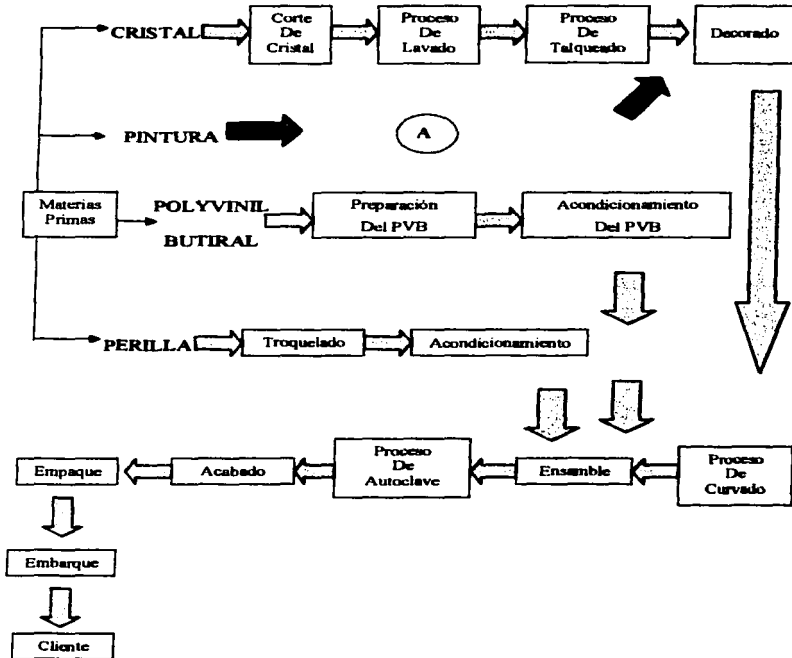 CRISTAL
Corte
De
Cristal
Proceso
De
Lavado
Proceso
De
Talqueado
Decorado
PINTURA
A
Materias
Primas
POLYVINIL
BUTIRAL
Preparación
Del PVB
Acondicionamiento
Del PVB
PERILLA
Troquelado
Acondicionamiento
Empaque
Acabado
Proceso
De
Autoclave
Ensamble
Proceso
De
Curvado
Embarque
Cliente